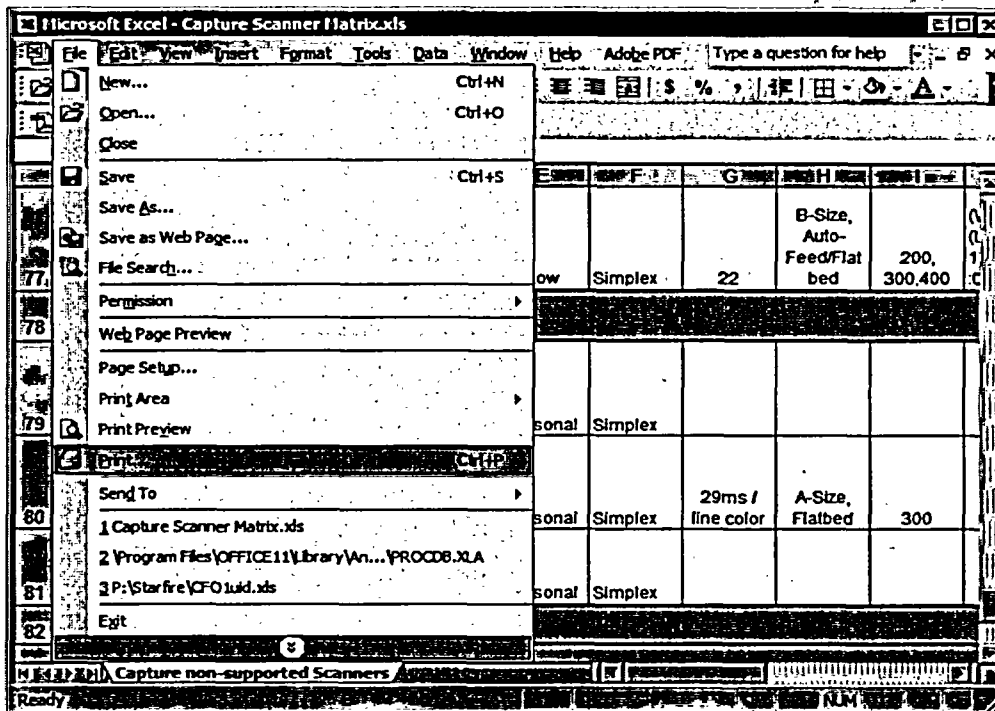 Microsoft Excel - Capture Scanner Matrix.xls
File Edit View Insert Format Tools Data Window Help Adobe PDF Type a question for help
New... Ctrl+N
$ % ,
Open... Ctrl+O
Close
Save Ctrl+S
E F G H I
Save As...
Save as Web Page...
File Search...
77 ow Simplex 22 B-Size, Auto-Feed/Flat bed 200, 300,400
Permission
78
Web Page Preview
Page Setup...
Print Area
79 sonal Simplex
Print Preview
Print... Ctrl+P
Send To
80 sonal Simplex 29ms / line color A-Size, Flatbed 300
1 Capture Scanner Matrix.xls
2 \Program Files\OFFICE11\Library\An...\PROCDB.XLA
3 P:\Starfire\CFO1uid.xls
81 sonal Simplex
Exit
82
Capture non-supported Scanners
Ready NUM